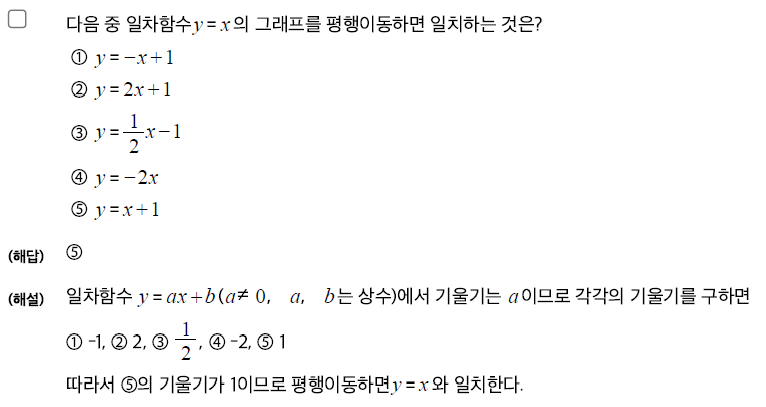 다음 중 일차함수 y = x의 그래프를 평행이동하면 일치하는 것은?
① y = −x+1
② y = 2x+1
③ y = 1/2 x−1
④ y = −2x
⑤ y = x+1
(해답) ⑤
(해설) 일차함수 y = ax+b(a≠ 0, a, b는 상수)에서 기울기는 a이므로 각각의 기울기를 구하면
① -1, ② 2, ③ 1/2, ④ -2, ⑤ 1
따라서 ⑤의 기울기가 1이므로 평행이동하면 y = x 와 일치한다.